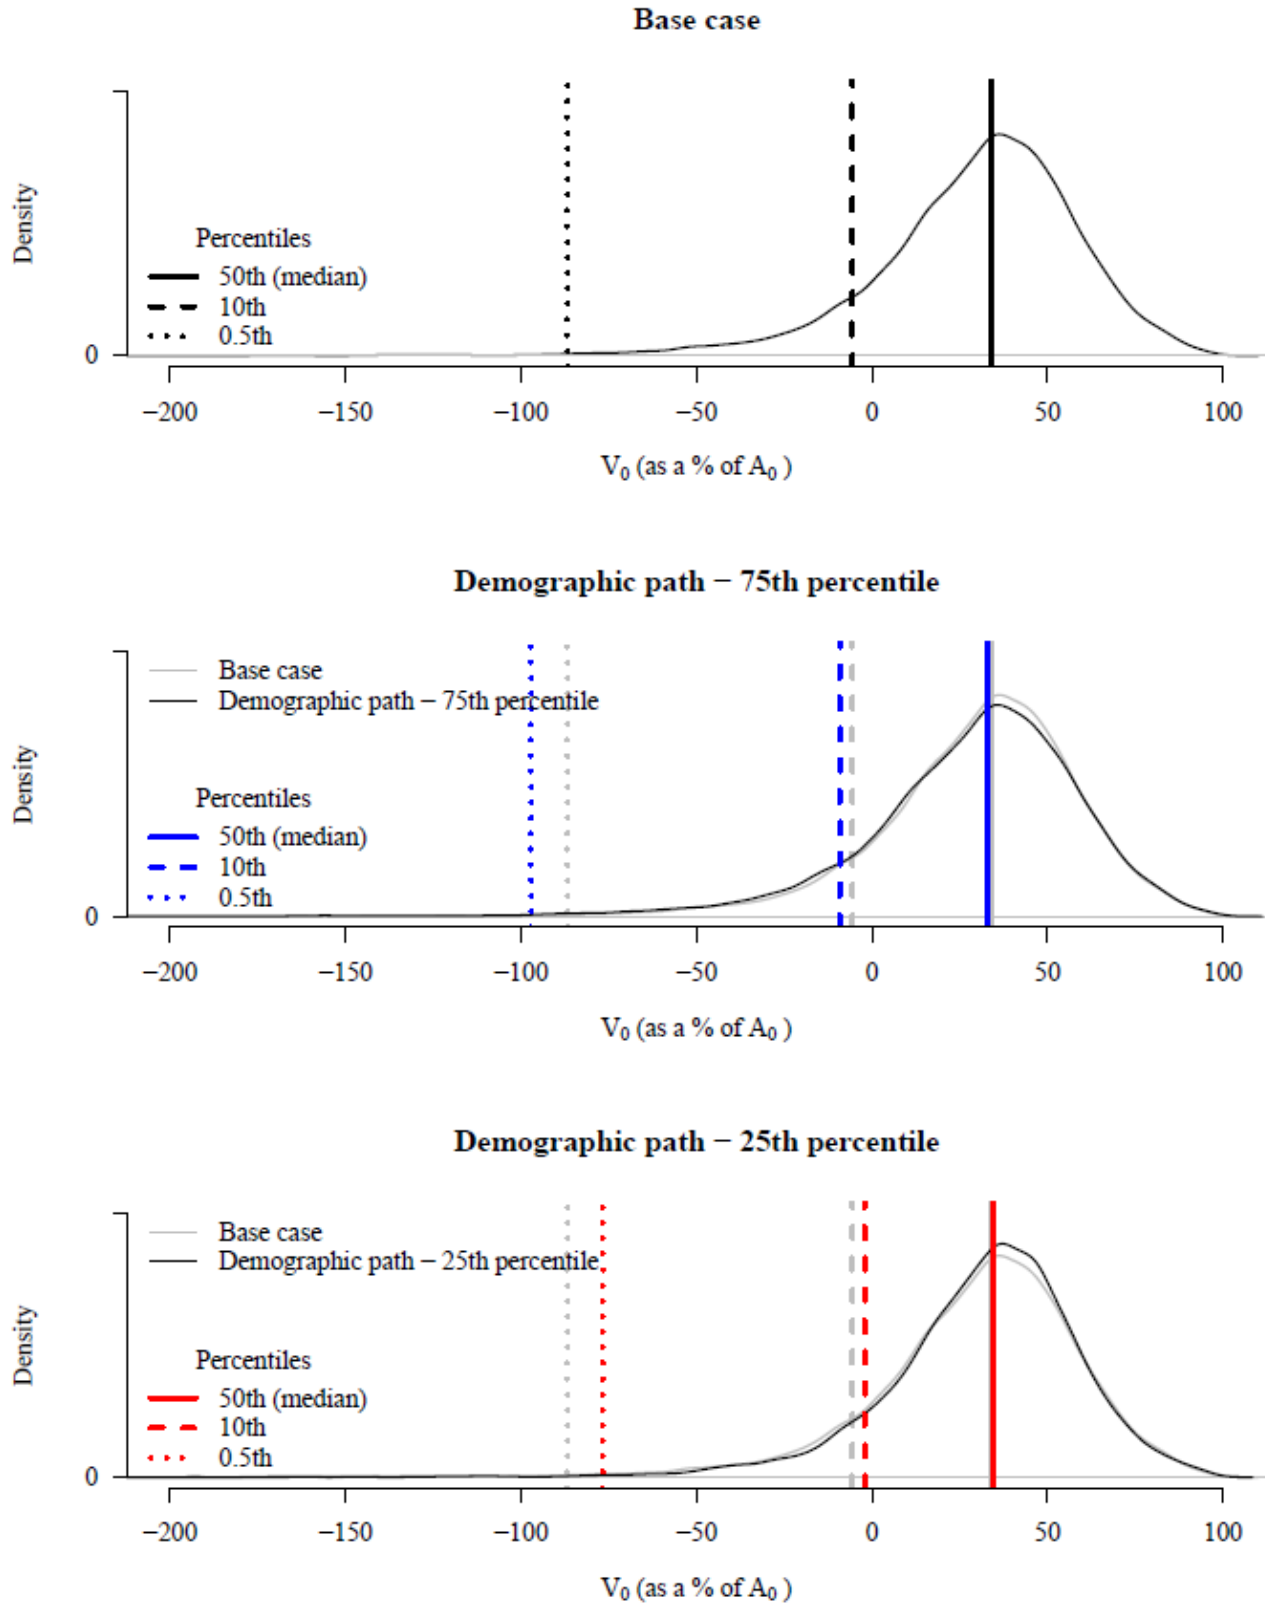 Base case
Density
Percentiles
50th (median)
10th
0.5th
0
−200 −150 −100 −50 0 50 100
V₀ (as a % of A₀ )
Demographic path − 75th percentile
Density
Base case
Demographic path − 75th percentile
Percentiles
50th (median)
10th
0.5th
0
−200 −150 −100 −50 0 50 100
V₀ (as a % of A₀ )
Demographic path − 25th percentile
Density
Base case
Demographic path − 25th percentile
Percentiles
50th (median)
10th
0.5th
0
−200 −150 −100 −50 0 50 100
V₀ (as a % of A₀ )